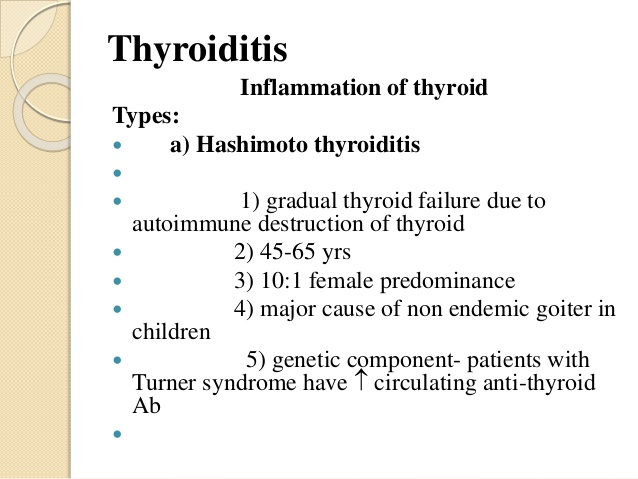 Thyroiditis
Inflammation of thyroid
Types:
• a) Hashimoto thyroiditis
•
• 1) gradual thyroid failure due to
autoimmune destruction of thyroid
• 2) 45-65 yrs
• 3) 10:1 female predominance
• 4) major cause of non endemic goiter in
children
• 5) genetic component- patients with
Turner syndrome have ↑ circulating anti-thyroid
Ab
•